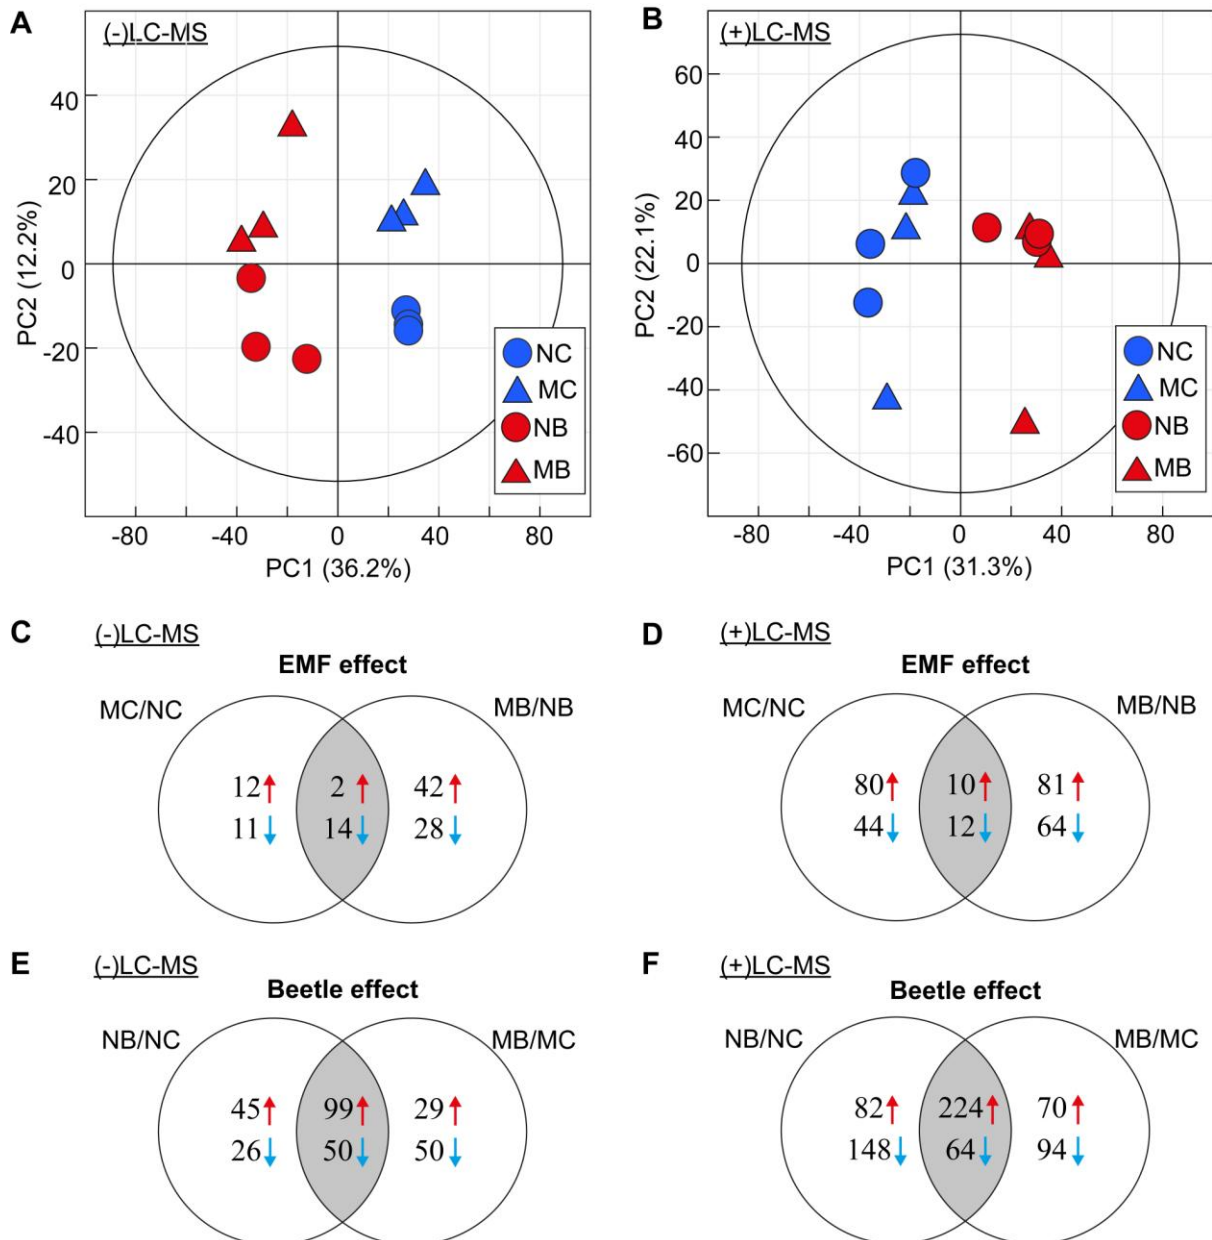 A (-)LC-MS
40
20
0
-20
-40
PC2 (12.2%)
-80 -40 0 40 80
PC1 (36.2%)
NC
MC
NB
MB
B (+)LC-MS
60
40
20
0
-20
-40
-60
PC2 (22.1%)
-80 -40 0 40 80
PC1 (31.3%)
NC
MC
NB
MB
C (-)LC-MS
EMF effect
MC/NC MB/NB
12↑ 2↑ 42↑
11↓ 14↓ 28↓
D (+)LC-MS
EMF effect
MC/NC MB/NB
80↑ 10↑ 81↑
44↓ 12↓ 64↓
E (-)LC-MS
Beetle effect
NB/NC MB/MC
45↑ 99↑ 29↑
26↓ 50↓ 50↓
F (+)LC-MS
Beetle effect
NB/NC MB/MC
82↑ 224↑ 70↑
148↓ 64↓ 94↓